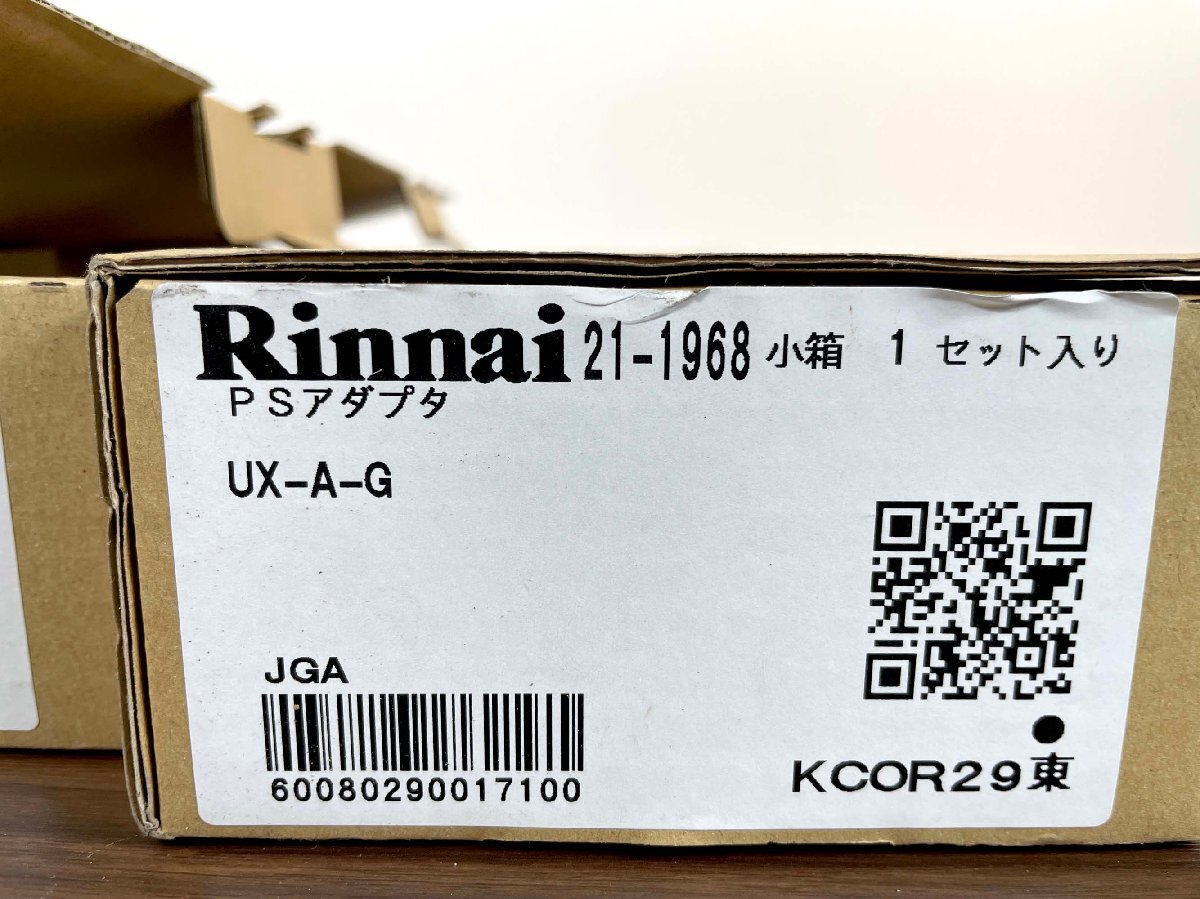 Rinnai 21-1968 小箱 1 セット入り
PSアダプタ
UX-A-G
JGA
60080290017100
KCOR29東